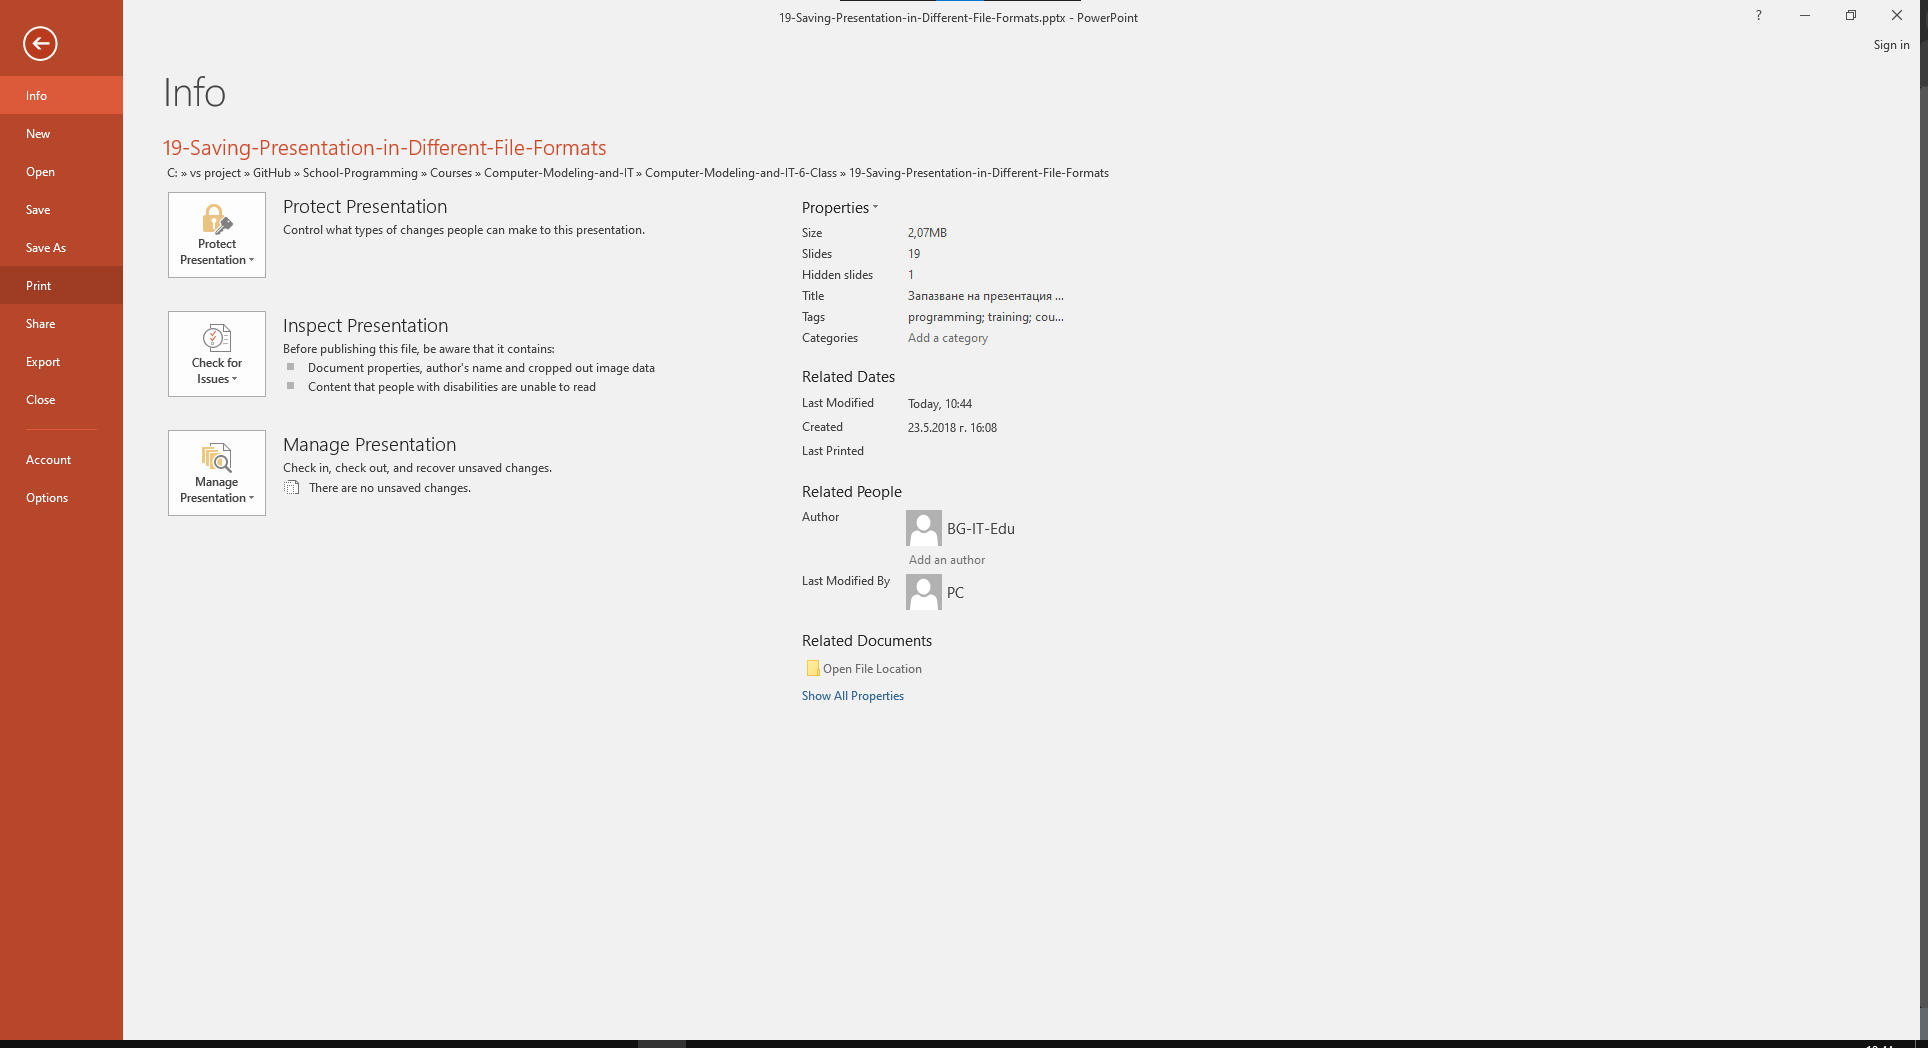 19-Saving-Presentation-in-Different-File-Formats.pptx - PowerPoint
?
Sign in
Info
New
Open
Save
Save As
Print
Share
Export
Close
Account
Options
Info
19-Saving-Presentation-in-Different-File-Formats
C: » vs project » GitHub » School-Programming » Courses » Computer-Modeling-and-IT » Computer-Modeling-and-IT-6-Class » 19-Saving-Presentation-in-Different-File-Formats
Protect
Presentation
Protect Presentation
Control what types of changes people can make to this presentation.
Check for
Issues
Inspect Presentation
Before publishing this file, be aware that it contains:
Document properties, author's name and cropped out image data
Content that people with disabilities are unable to read
Manage
Presentation
Manage Presentation
Check in, check out, and recover unsaved changes.
There are no unsaved changes.
Properties
Size 2,07MB
Slides 19
Hidden slides 1
Title Запазване на презентация ...
Tags programming; training; cou...
Categories Add a category
Related Dates
Last Modified Today, 10:44
Created 23.5.2018 г. 16:08
Last Printed
Related People
Author BG-IT-Edu
Add an author
Last Modified By PC
Related Documents
Open File Location
Show All Properties